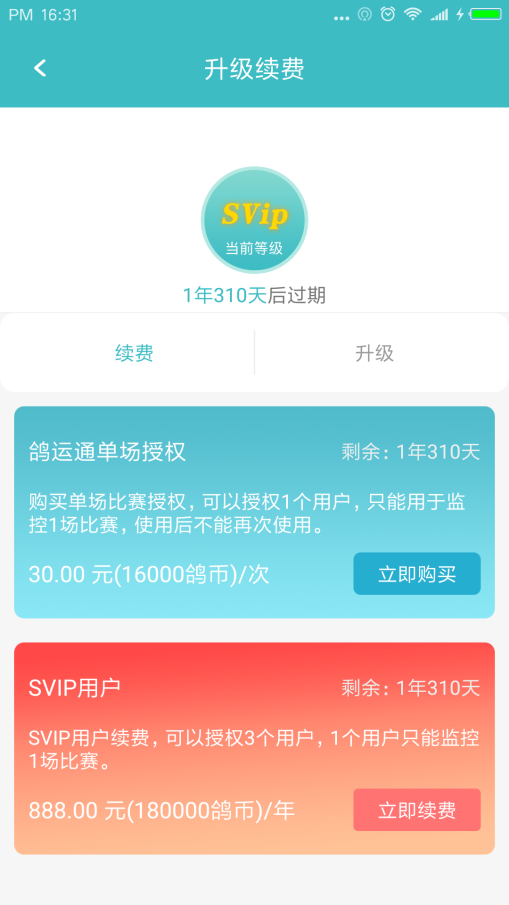 PM 16:31
升级续费
SVip
当前等级
1年310天后过期
续费
升级
鸽运通单场授权
剩余：1年310天
购买单场比赛授权，可以授权1个用户，只能用于监
控1场比赛，使用后不能再次使用。
30.00 元(16000鸽币)/次
立即购买
SVIP用户
剩余：1年310天
SVIP用户续费，可以授权3个用户，1个用户只能监控
1场比赛。
888.00 元(180000鸽币)/年
立即续费